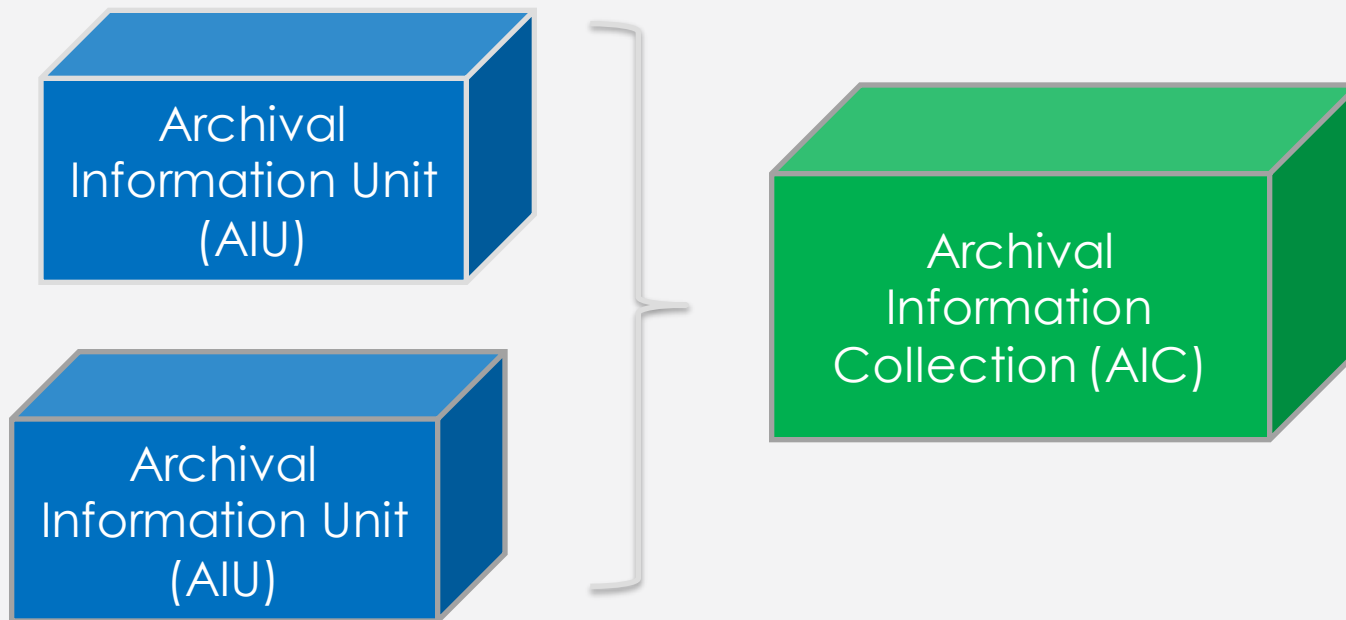 Archival
Information Unit
(AIU)
Archival
Information Unit
(AIU)
Archival
Information
Collection (AIC)